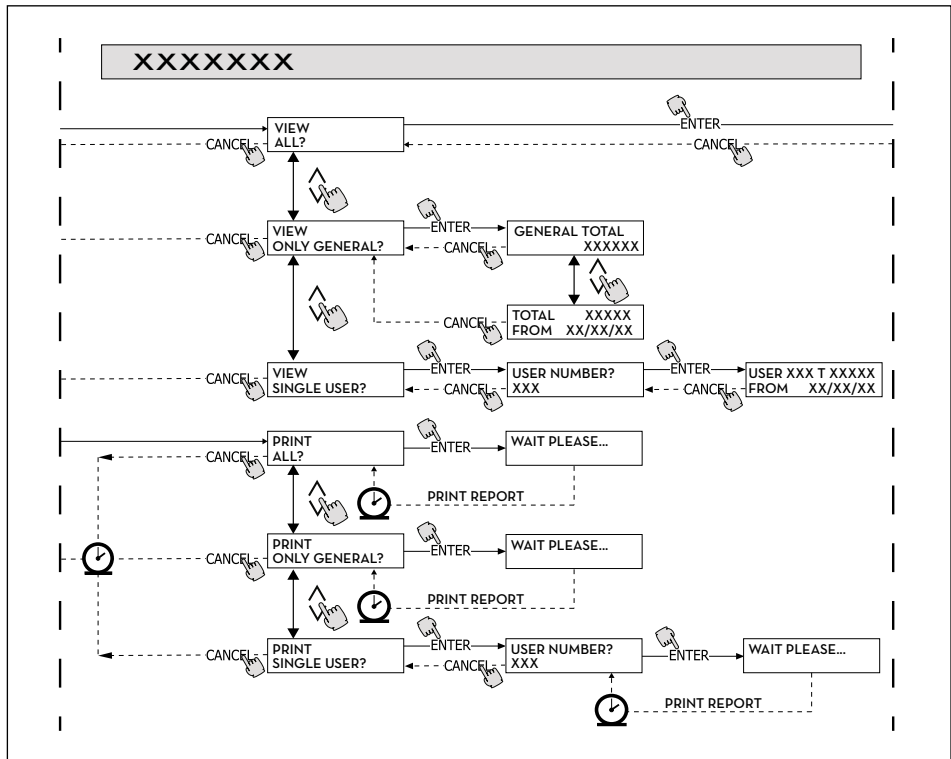 XXXXXXX
ENTER
VIEW
ALL?
CANCEL
CANCEL
VIEW
ONLY GENERAL?
CANCEL
ENTER
CANCEL
GENERAL TOTAL
XXXXXX
CANCEL
TOTAL XXXXX
FROM XX/XX/XX
VIEW
SINGLE USER?
CANCEL
ENTER
CANCEL
USER NUMBER?
XXX
ENTER
CANCEL
USER XXX T XXXXX
FROM XX/XX/XX
PRINT
ALL?
CANCEL
ENTER
WAIT PLEASE...
PRINT REPORT
PRINT
ONLY GENERAL?
CANCEL
ENTER
WAIT PLEASE...
PRINT REPORT
PRINT
SINGLE USER?
CANCEL
ENTER
CANCEL
USER NUMBER?
XXX
ENTER
WAIT PLEASE...
PRINT REPORT